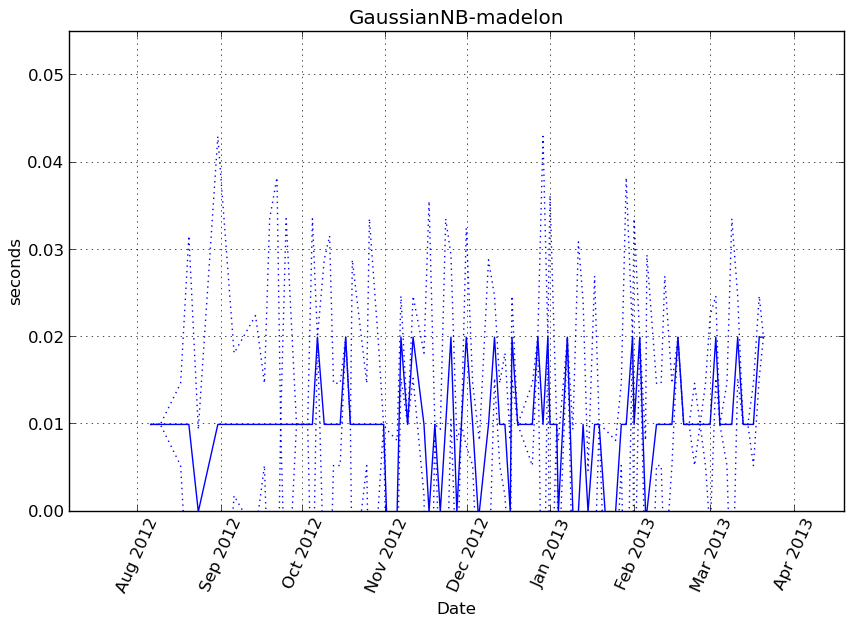 GaussianNB-madelon
0.05
0.04
0.03
0.02
0.01
0.00
seconds
Aug 2012
Sep 2012
Oct 2012
Nov 2012
Dec 2012
Jan 2013
Feb 2013
Mar 2013
Apr 2013
Date